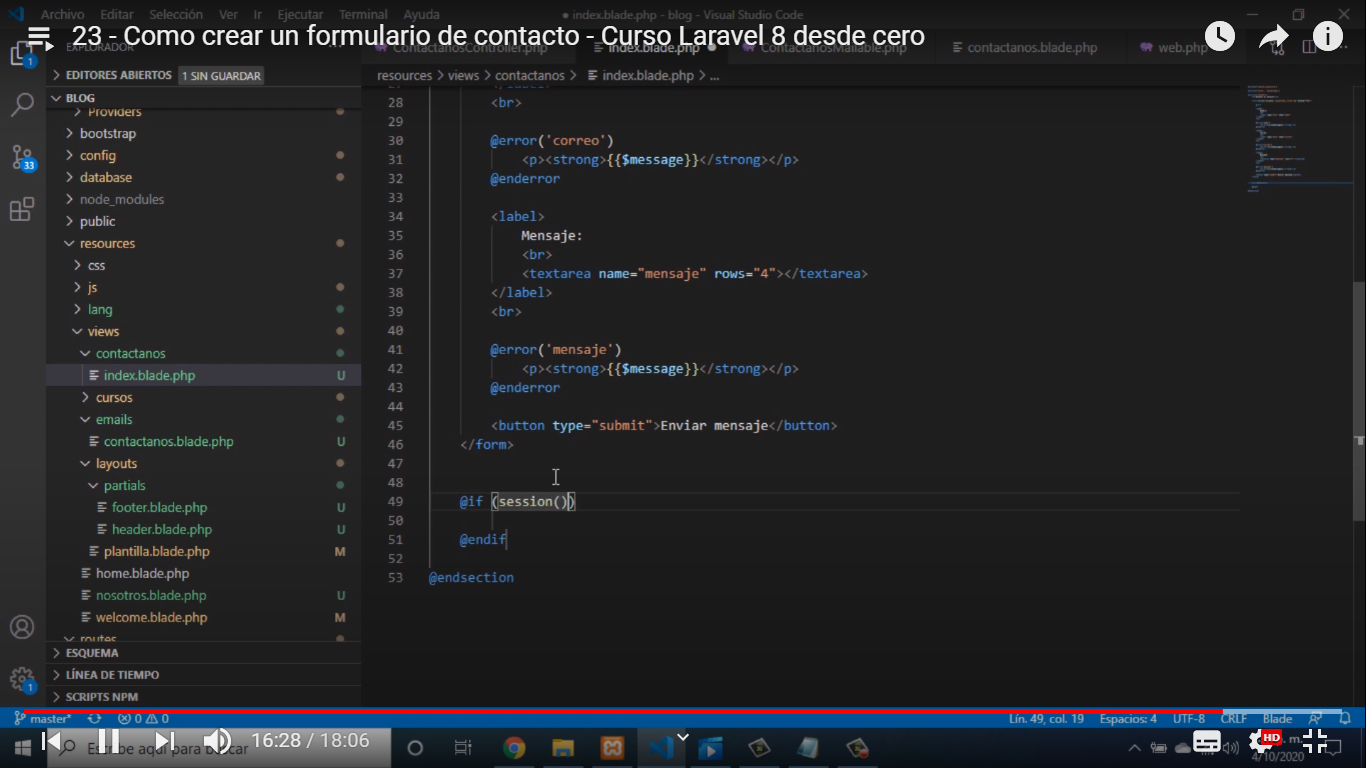 Archivo Editar Selección Ver Ir Ejecutar Terminal Ayuda
● index.blade.php - blog - Visual Studio Code
23 - Como crear un formulario de contacto - Curso Laravel 8 desde cero
EXPLORADOR
ContactanosController.php index.blade.php ● ContactanosMailable.php contactanos.blade.php web.php
EDITORES ABIERTOS 1 SIN GUARDAR
resources > views > contactanos > index.blade.php > ...
BLOG
Providers
bootstrap
config
database
node_modules
public
resources
css
js
lang
views
contactanos
index.blade.php U
cursos
emails
contactanos.blade.php U
layouts
partials
footer.blade.php U
header.blade.php U
plantilla.blade.php M
home.blade.php
nosotros.blade.php U
welcome.blade.php M
routes
ESQUEMA
LÍNEA DE TIEMPO
SCRIPTS NPM
1
33
1
27 </label>
28 <br>
29
30 @error('correo')
31 <p><strong>{{$message}}</strong></p>
32 @enderror
33
34 <label>
35 Mensaje:
36 <br>
37 <textarea name="mensaje" rows="4"></textarea>
38 </label>
39 <br>
40
41 @error('mensaje')
42 <p><strong>{{$message}}</strong></p>
43 @enderror
44
45 <button type="submit">Enviar mensaje</button>
46 </form>
47
48
49 @if (session())
50
51 @endif
52
53 @endsection
master* 0 0
Lín. 49, col. 19 Espacios: 4 UTF-8 CRLF Blade
Escribe aquí para buscar
16:28 / 18:06
HD
m.
4/10/2020